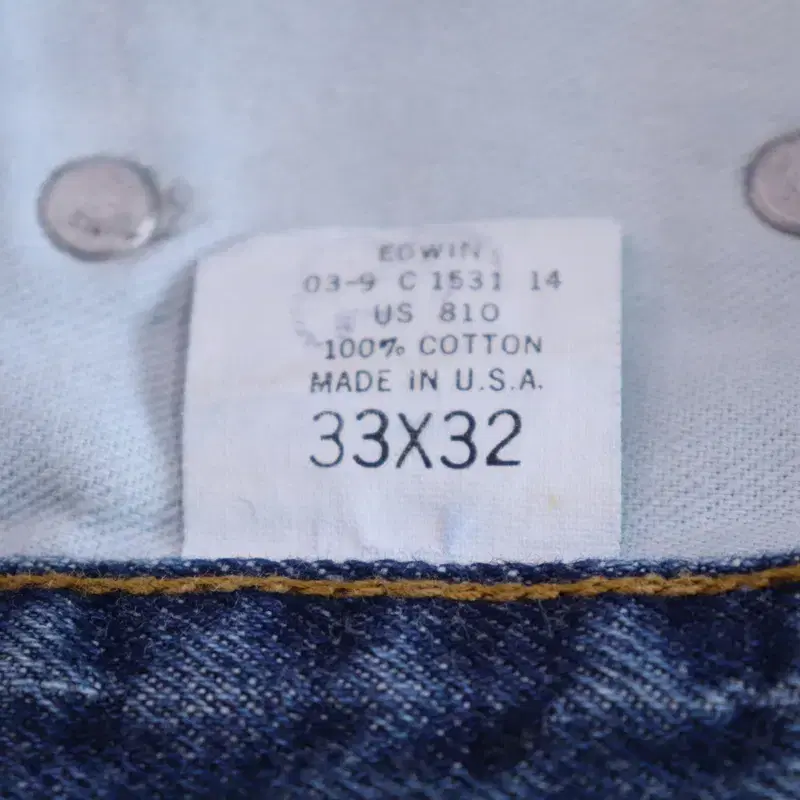 EDWIN
03-9 C 1531 14
US 810
100% COTTON
MADE IN U.S.A.
33X32